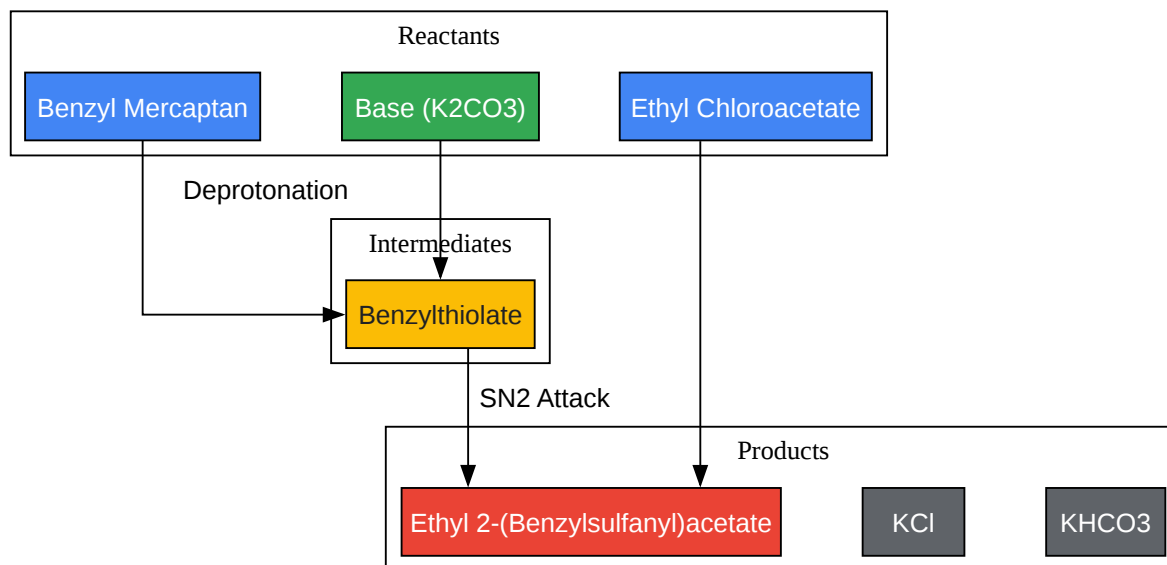 Reactants
Benzyl Mercaptan
Base (K2CO3)
Ethyl Chloroacetate
Deprotonation
Intermediates
Benzylthiolate
SN2 Attack
Products
Ethyl 2-(Benzylsulfanyl)acetate
KCl
KHCO3